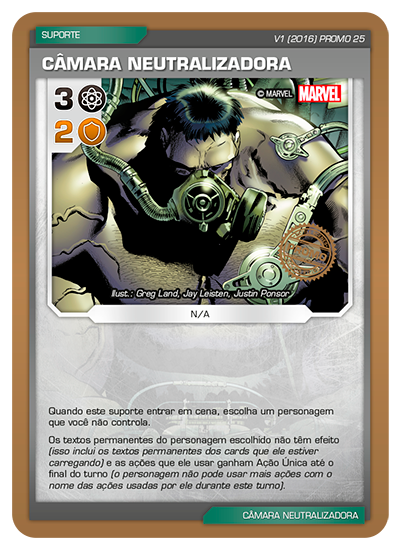 SUPORTE
V1 (2016) PROMO 25
CÂMARA NEUTRALIZADORA
3
© MARVEL MARVEL
2
Illust.: Greg Land, Jay Leisten, Justin Ponsor
N/A
Quando este suporte entrar em cena, escolha um personagem
que você não controla.
Os textos permanentes do personagem escolhido não têm efeito
(isso inclui os textos permanentes dos cards que ele estiver
carregando) e as ações que ele usar ganham Ação Única até o
final do turno (o personagem não pode usar mais ações com o
nome das ações usadas por ele durante este turno).
CÂMARA NEUTRALIZADORA